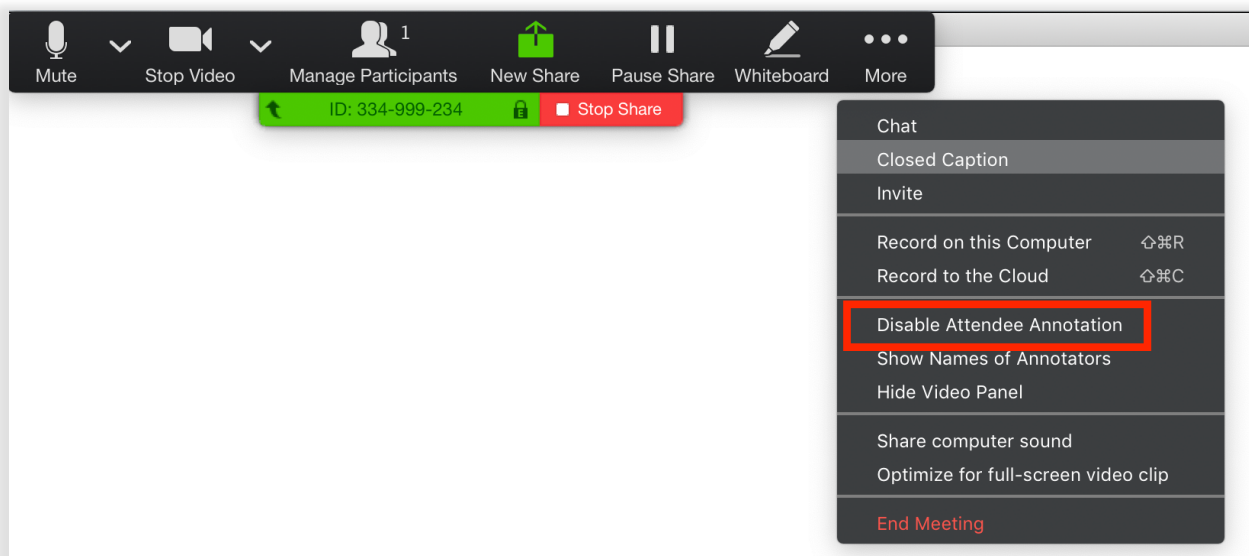 1
Mute
Stop Video
Manage Participants
New Share
Pause Share
Whiteboard
More
ID: 334-999-234
E
Stop Share
Chat
Closed Caption
Invite
Record on this Computer ⇧⌘R
Record to the Cloud ⇧⌘C
Disable Attendee Annotation
Show Names of Annotators
Hide Video Panel
Share computer sound
Optimize for full-screen video clip
End Meeting